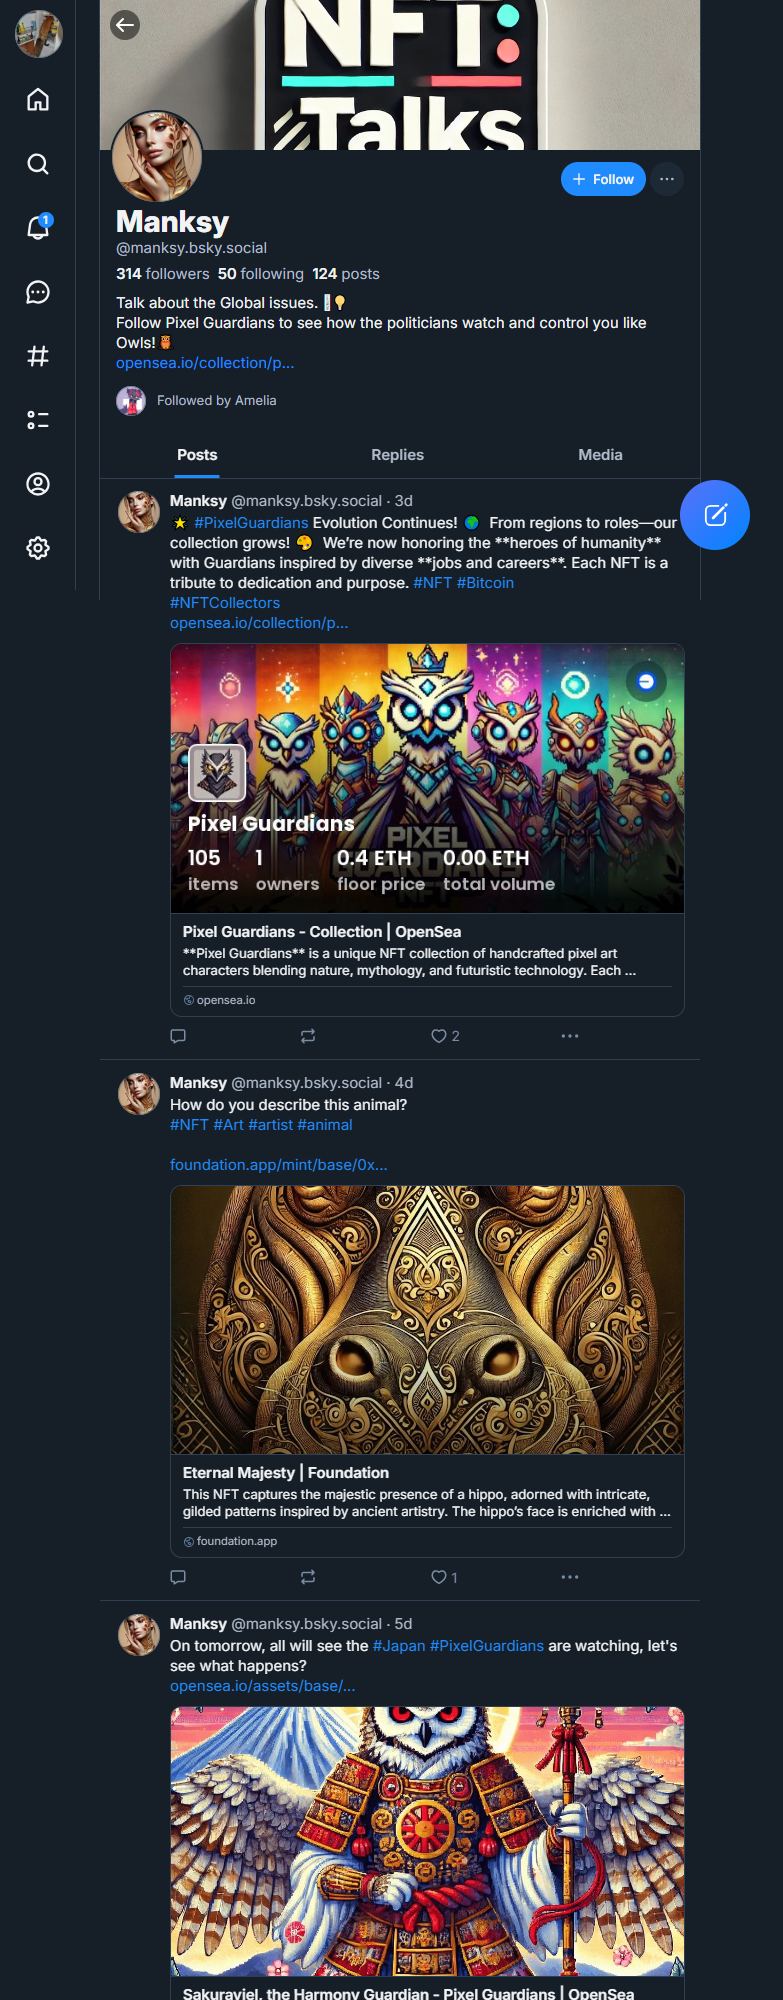 NFT:
Talks
Follow
Manksy
@manksy.bsky.social
314 followers 50 following 124 posts
Talk about the Global issues.
Follow Pixel Guardians to see how the politicians watch and control you like
Owls!
opensea.io/collection/p...
Followed by Amelia
1
Posts Replies Media
Manksy @manksy.bsky.social · 3d
#PixelGuardians Evolution Continues! From regions to roles—our
collection grows! We're now honoring the **heroes of humanity**
with Guardians inspired by diverse **jobs and careers**. Each NFT is a
tribute to dedication and purpose. #NFT #Bitcoin
#NFTCollectors
opensea.io/collection/p...
PIXEL
GUARDIANS
NFT
Pixel Guardians
105 1 0.4 ETH 0.00 ETH
items owners floor price total volume
Pixel Guardians - Collection | OpenSea
**Pixel Guardians** is a unique NFT collection of handcrafted pixel art
characters blending nature, mythology, and futuristic technology. Each ...
opensea.io
2
Manksy @manksy.bsky.social · 4d
How do you describe this animal?
#NFT #Art #artist #animal
foundation.app/mint/base/0x...
Eternal Majesty | Foundation
This NFT captures the majestic presence of a hippo, adorned with intricate,
gilded patterns inspired by ancient artistry. The hippo's face is enriched with ...
foundation.app
1
Manksy @manksy.bsky.social · 5d
On tomorrow, all will see the #Japan #PixelGuardians are watching, let's
see what happens?
opensea.io/assets/base/...
Sakuraviel, the Harmony Guardian - Pixel Guardians | OpenSea